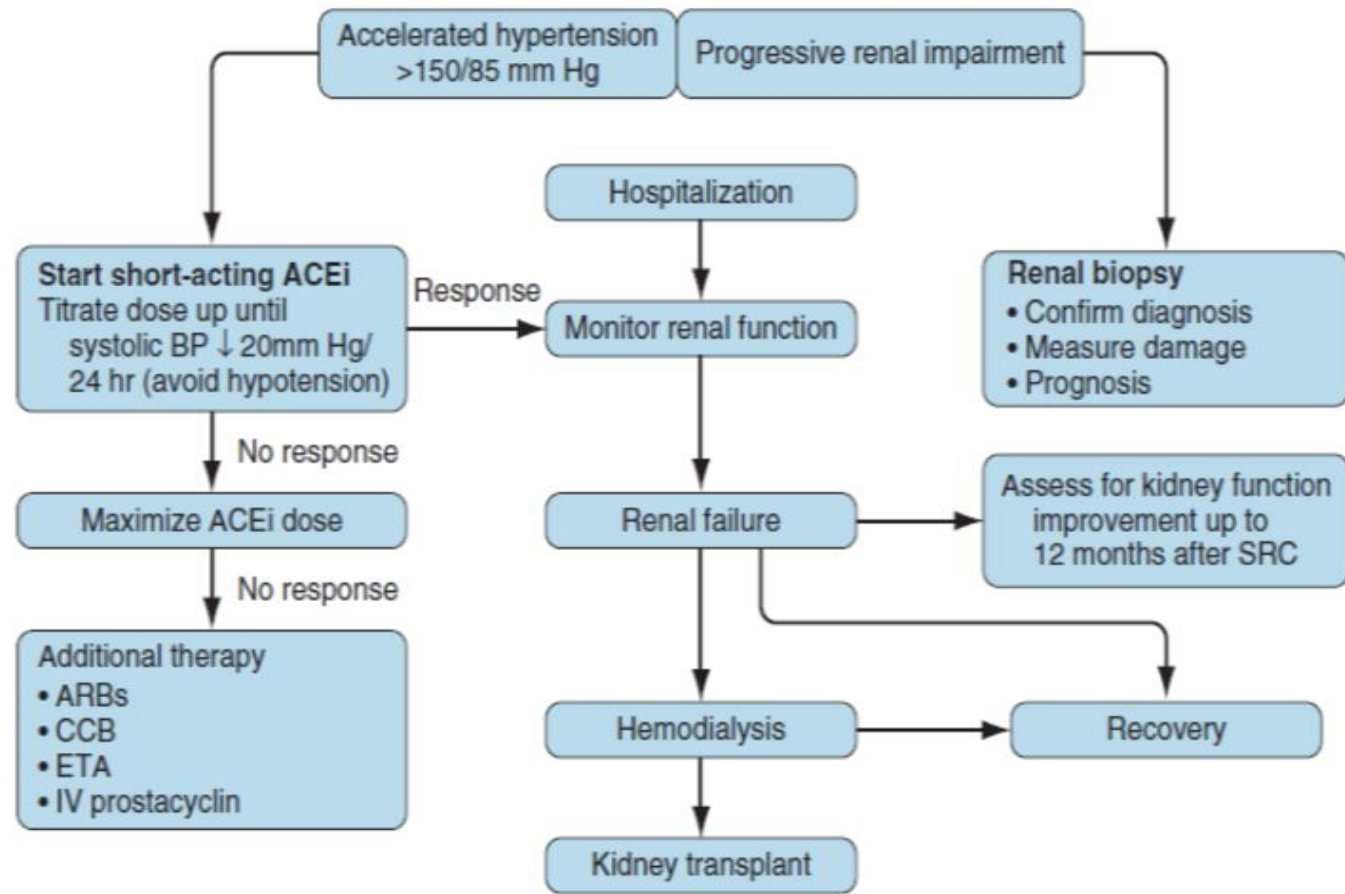 Accelerated hypertension
>150/85 mm Hg
Progressive renal impairment
Hospitalization
Start short-acting ACEi
Titrate dose up until
systolic BP ↓ 20mm Hg/
24 hr (avoid hypotension)
Response
Monitor renal function
Renal biopsy
• Confirm diagnosis
• Measure damage
• Prognosis
No response
Maximize ACEi dose
Renal failure
Assess for kidney function
improvement up to
12 months after SRC
No response
Additional therapy
• ARBs
• CCB
• ETA
• IV prostacyclin
Hemodialysis
Recovery
Kidney transplant